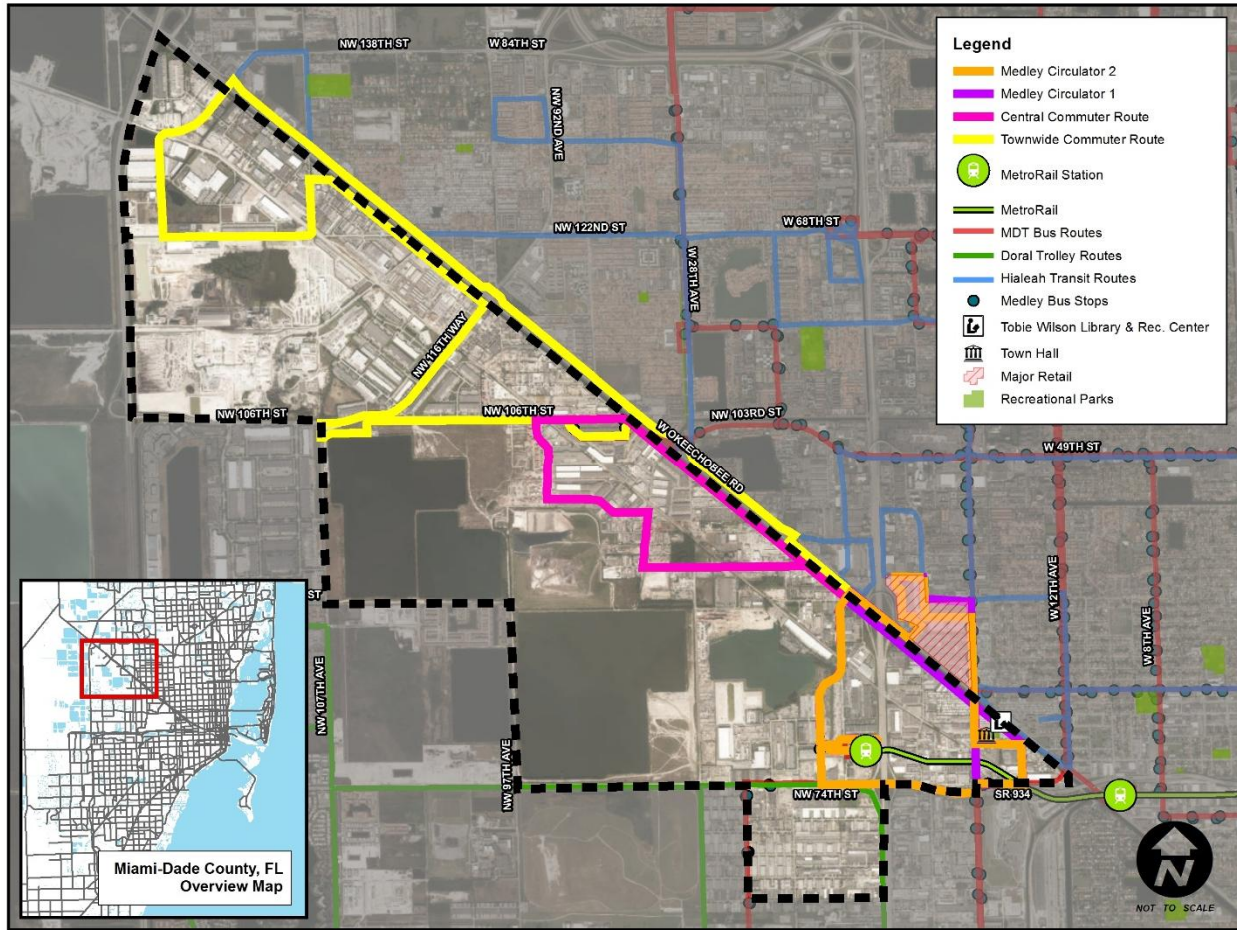 NW 138TH ST
W 84TH ST
NW 92ND AVE
NW 122ND ST
W 68TH ST
W 28TH AVE
NW 116TH WAY
NW 106TH ST
NW 106TH ST
NW 103RD ST
W OKEECHOBEE RD
W 49TH ST
W 12TH AVE
W 8TH AVE
ST
NW 107TH AVE
NW 97TH AVE
NW 74TH ST
SR 934
Legend
Medley Circulator 2
Medley Circulator 1
Central Commuter Route
Townwide Commuter Route
MetroRail Station
MetroRail
MDT Bus Routes
Doral Trolley Routes
Hialeah Transit Routes
Medley Bus Stops
Tobie Wilson Library & Rec. Center
Town Hall
Major Retail
Recreational Parks
Miami-Dade County, FL
Overview Map
N
NOT TO SCALE